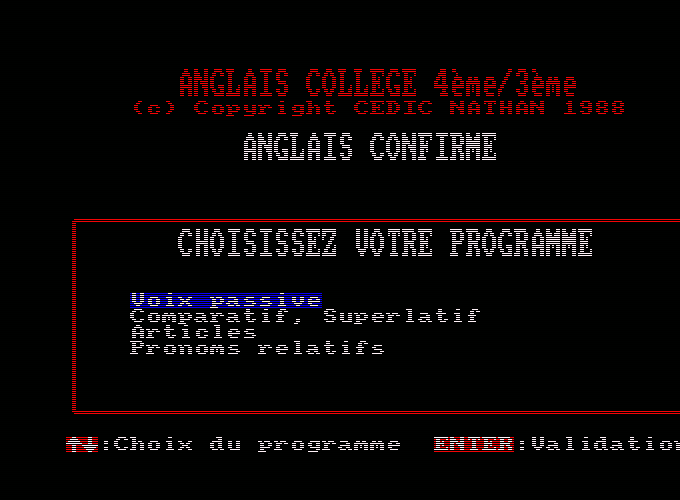 ANGLAIS COLLEGE 4ème/3ème
(c) Copyright CEDIC NATHAN 1988
ANGLAIS CONFIRME
CHOISISSEZ VOTRE PROGRAMME
Voix passive
Comparatif, Superlatif
Articles
Pronoms relatifs
↑↓:Choix du programme ENTER:Validation